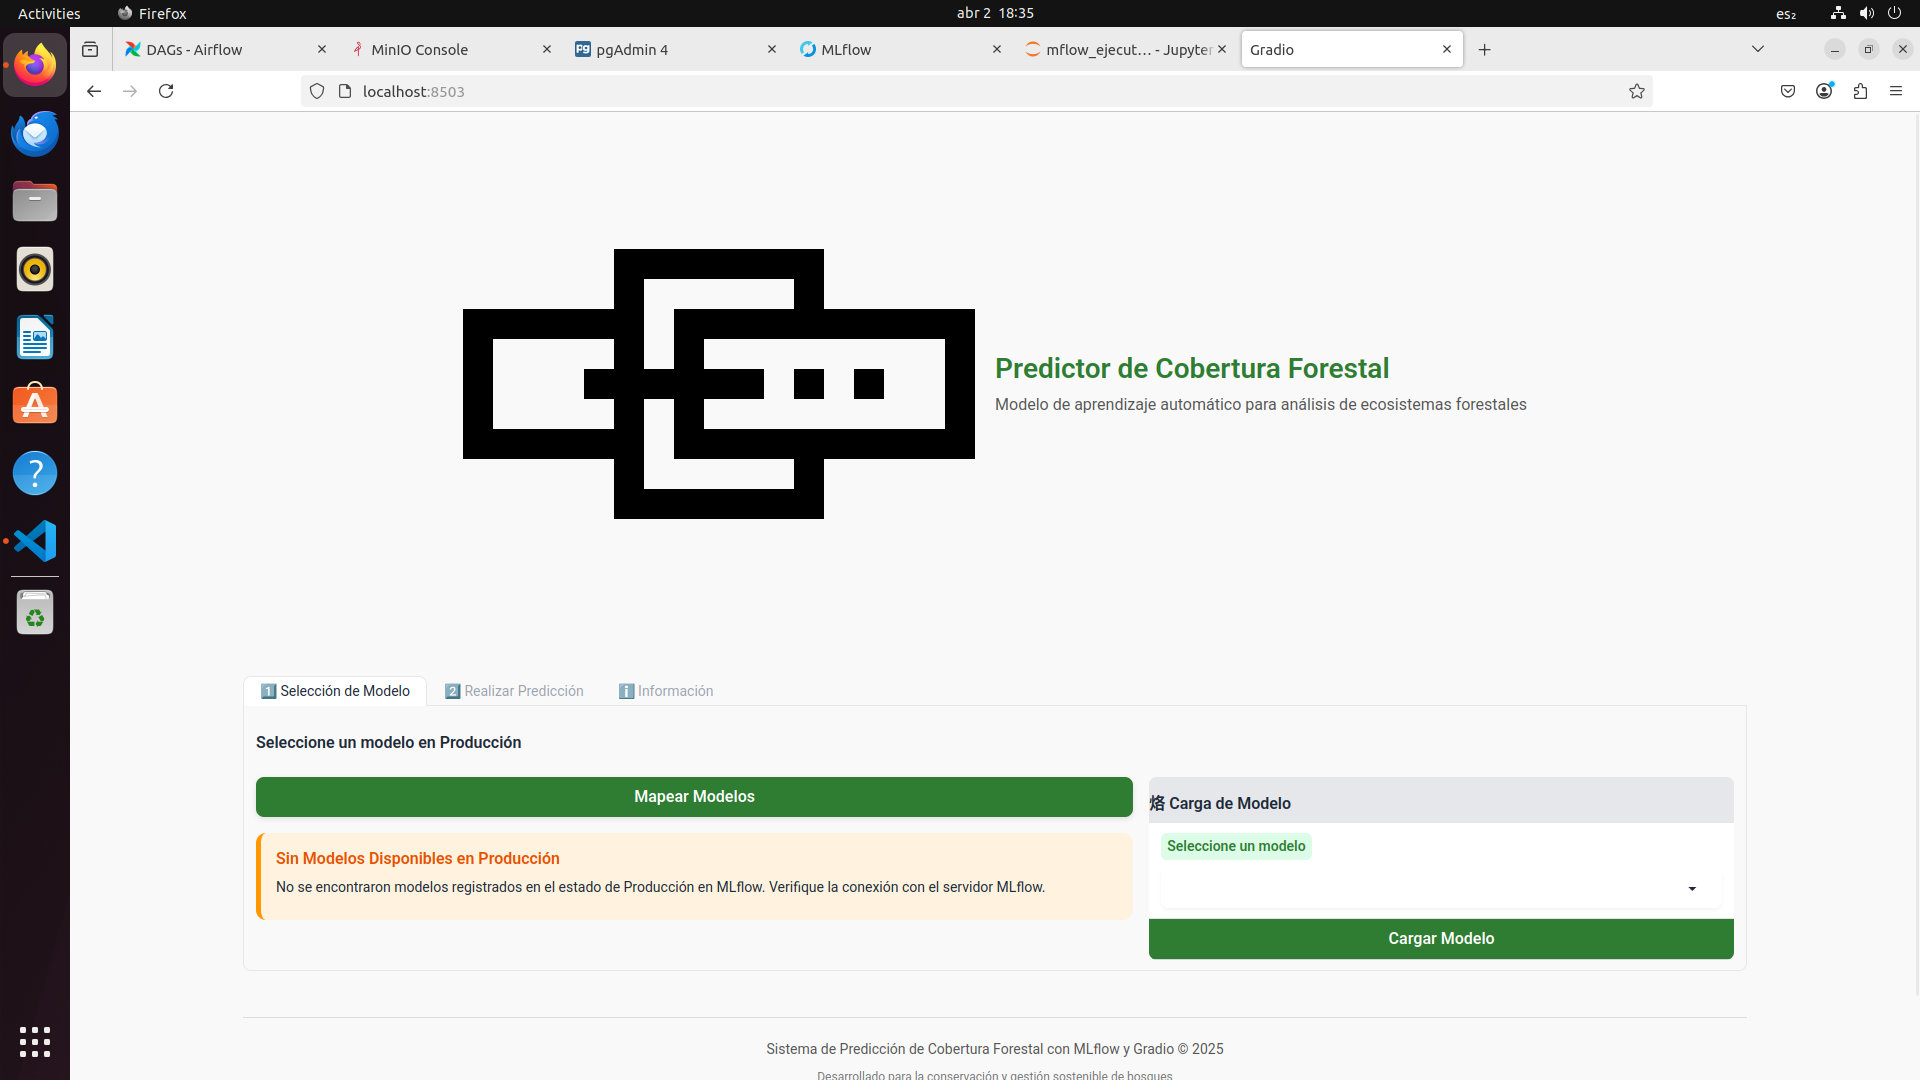 Activities
Firefox
abr 2 18:35
es₂
DAGs - Airflow
MinIO Console
pgAdmin 4
MLflow
mflow_ejecut… - Jupyter
Gradio
localhost:8503
Predictor de Cobertura Forestal
Modelo de aprendizaje automático para análisis de ecosistemas forestales
1️⃣ Selección de Modelo
2️⃣ Realizar Predicción
ℹ️ Información
Seleccione un modelo en Producción
Mapear Modelos
Sin Modelos Disponibles en Producción
No se encontraron modelos registrados en el estado de Producción en MLflow. Verifique la conexión con el servidor MLflow.
烙 Carga de Modelo
Seleccione un modelo
Cargar Modelo
Sistema de Predicción de Cobertura Forestal con MLflow y Gradio © 2025
Desarrollado para la conservación y gestión sostenible de bosques